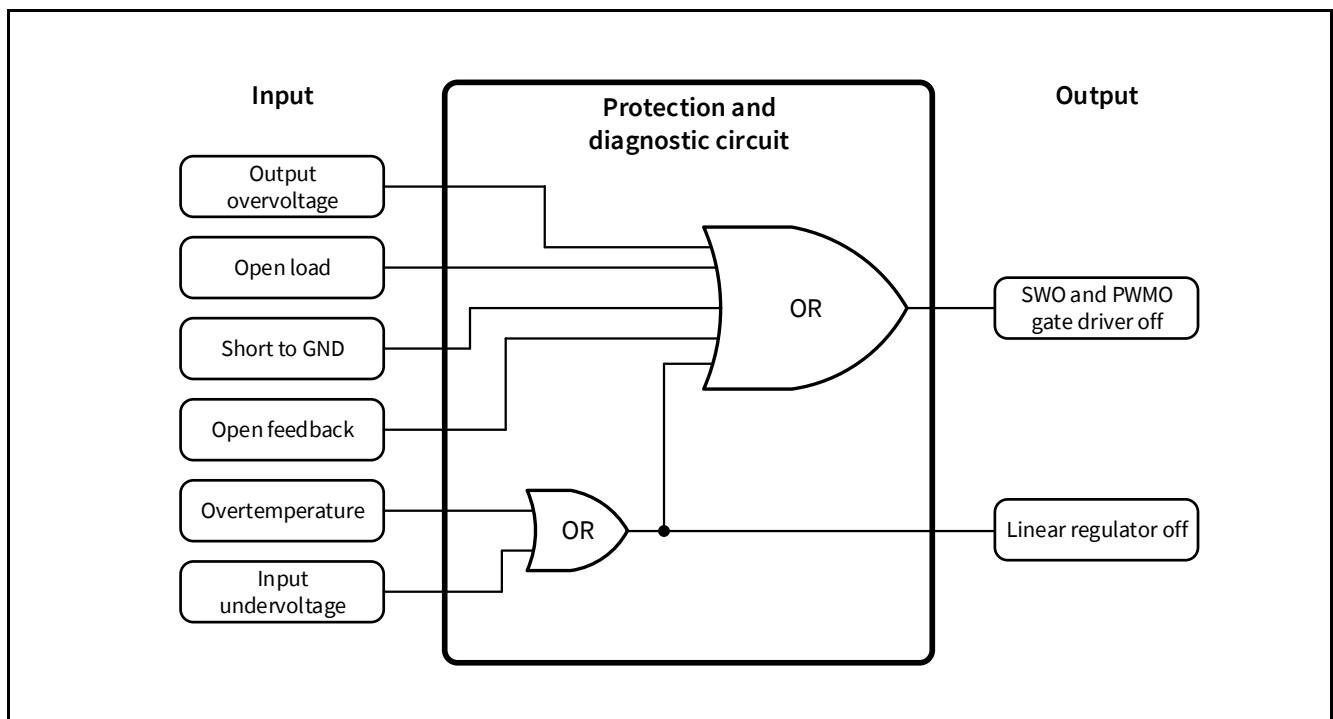 Input
Protection and
diagnostic circuit
Output
Output
overvoltage
Open load
Short to GND
Open feedback
Overtemperature
Input
undervoltage
OR
OR
SWO and PWMO
gate driver off
Linear regulator off